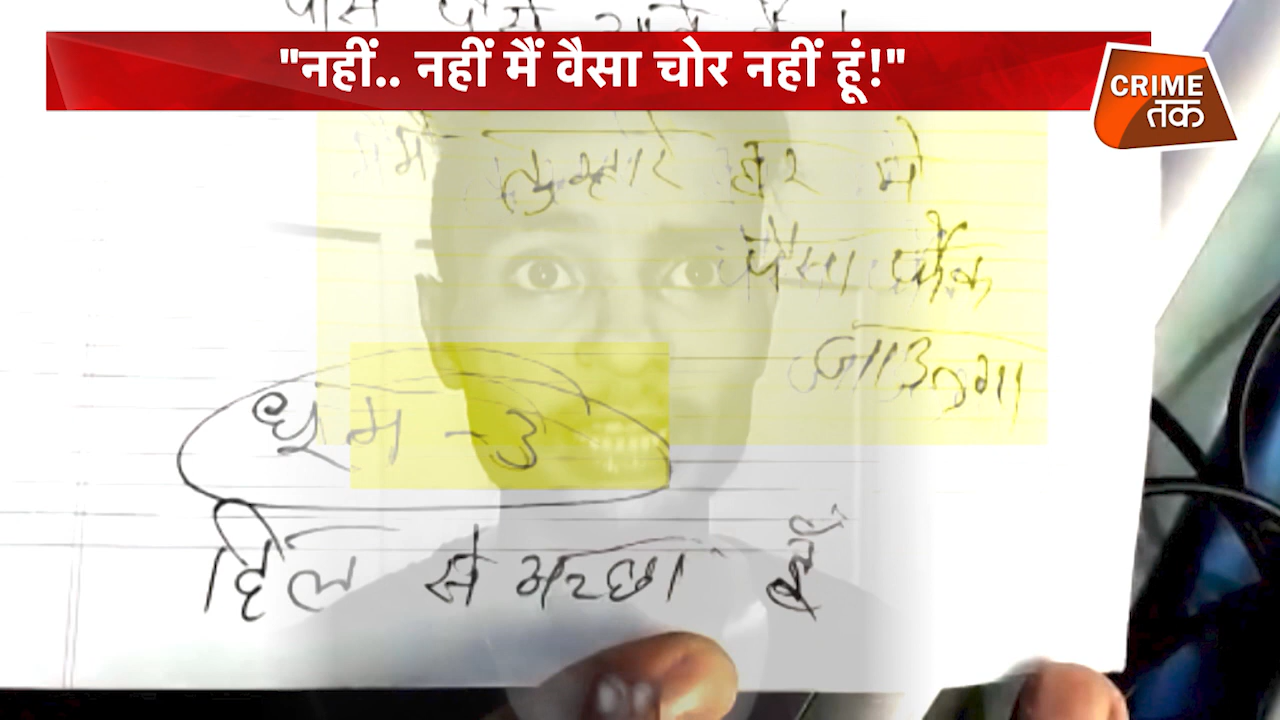 "नहीं.. नहीं मैं वैसा चोर नहीं हूं!"
CRIME
तक
तुम्हारे घर मे
पैसा फेंक
जाउंगा
धूम - 3
दिल से अच्छा हूँ